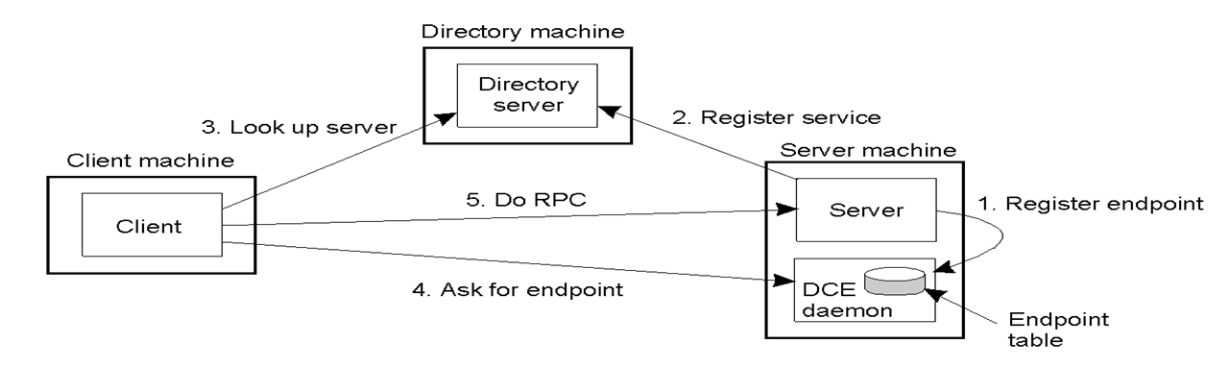 Directory machine
Directory
server
3. Look up server
2. Register service
Client machine
Server machine
Client
5. Do RPC
Server
1. Register endpoint
4. Ask for endpoint
DCE
daemon
Endpoint
table